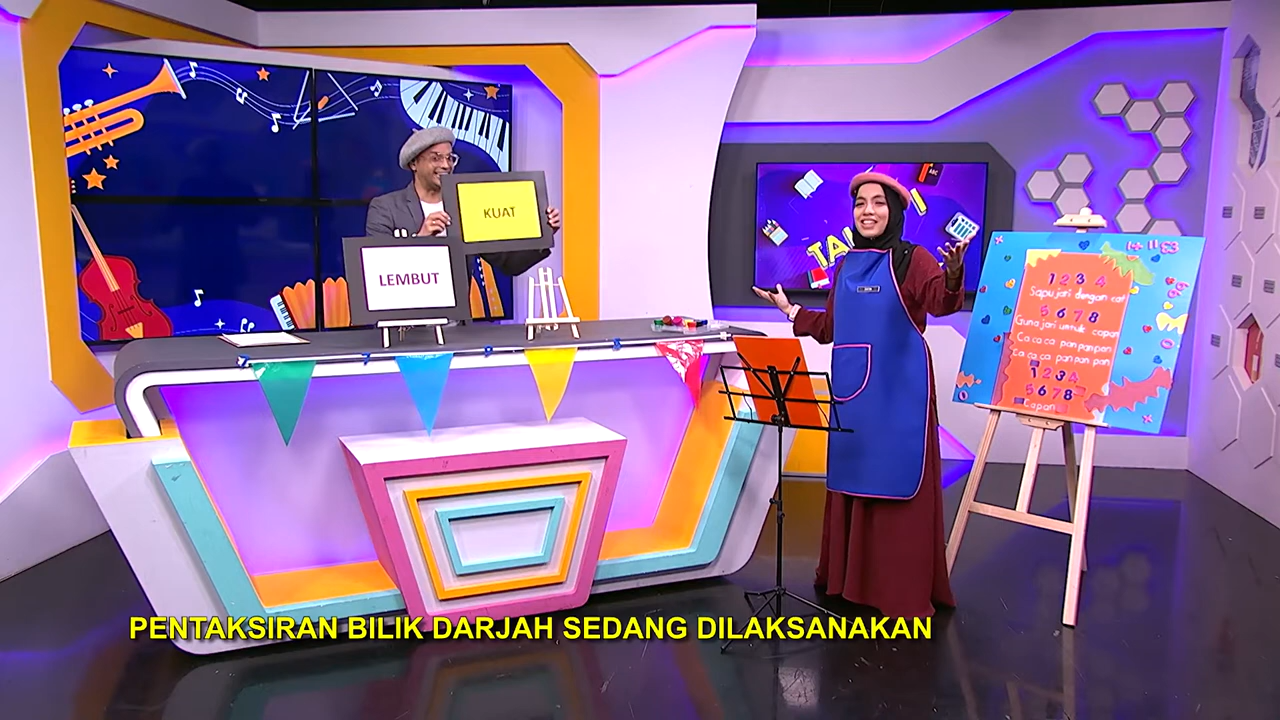 KUAT
LEMBUT
ABC
1 2 3 4
Sapu jari dengan cat
5 6 7 8
Guna jari untuk capan
Ca ca ca pan pan pan
Ca ca ca pan pan pan
1 2 3 4
5 6 7 8
Capan
PENTAKSIRAN BILIK DARJAH SEDANG DILAKSANAKAN